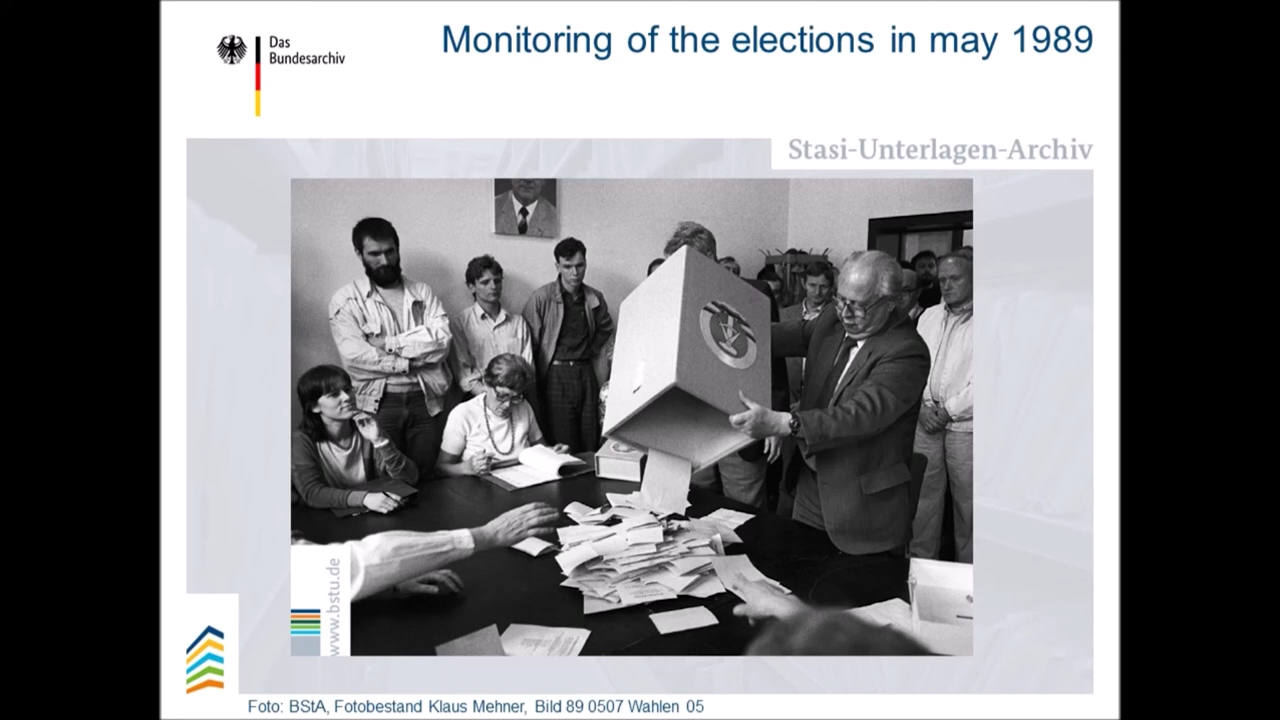 Das
Bundesarchiv
Monitoring of the elections in may 1989
Stasi-Unterlagen-Archiv
www.bstu.de
Foto: BStA, Fotobestand Klaus Mehner, Bild 89 0507 Wahlen 05